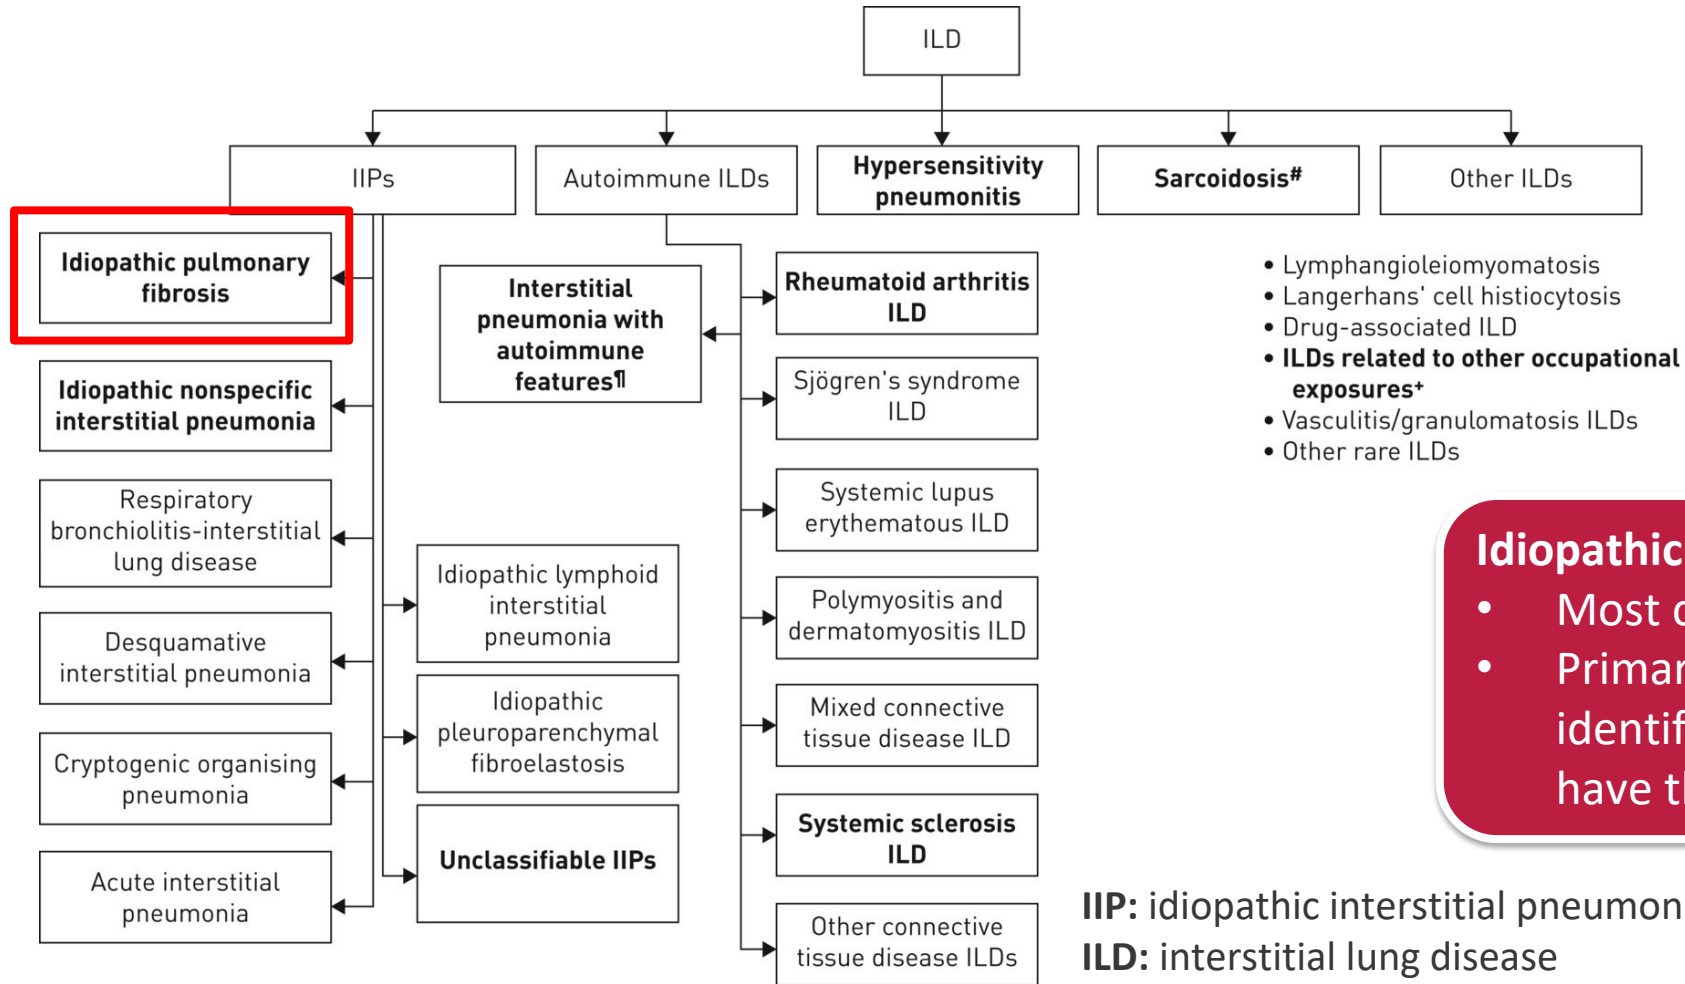 ILD
IIPs
Autoimmune ILDs
Hypersensitivity
pneumonitis
Sarcoidosis#
Other ILDs
Idiopathic pulmonary
fibrosis
Idiopathic nonspecific
interstitial pneumonia
Respiratory
bronchiolitis-interstitial
lung disease
Desquamative
interstitial pneumonia
Cryptogenic organising
pneumonia
Acute interstitial
pneumonia
Idiopathic lymphoid
interstitial
pneumonia
Idiopathic
pleuroparenchymal
fibroelastosis
Unclassifiable IIPs
Interstitial
pneumonia with
autoimmune
features¶
Rheumatoid arthritis
ILD
Sjögren's syndrome
ILD
Systemic lupus
erythematous ILD
Polymyositis and
dermatomyositis ILD
Mixed connective
tissue disease ILD
Systemic sclerosis
ILD
Other connective
tissue disease ILDs
• Lymphangioleiomyomatosis
• Langerhans' cell histiocytosis
• Drug-associated ILD
• ILDs related to other occupational
exposures+
• Vasculitis/granulomatosis ILDs
• Other rare ILDs
Idiopathic
• Most
•
have
IIP: idiopathic interstitial
ILD: interstitial lung disease